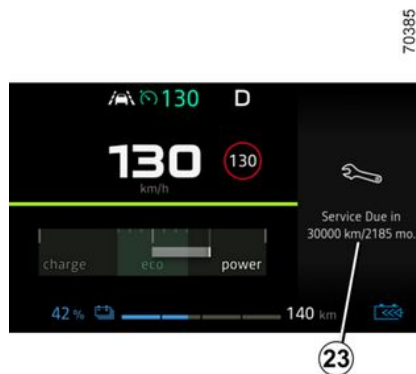 70385
130 D
130 130
km/h
Service Due in
30000 km/2185 mo.
charge eco power
42 % 140 km
23